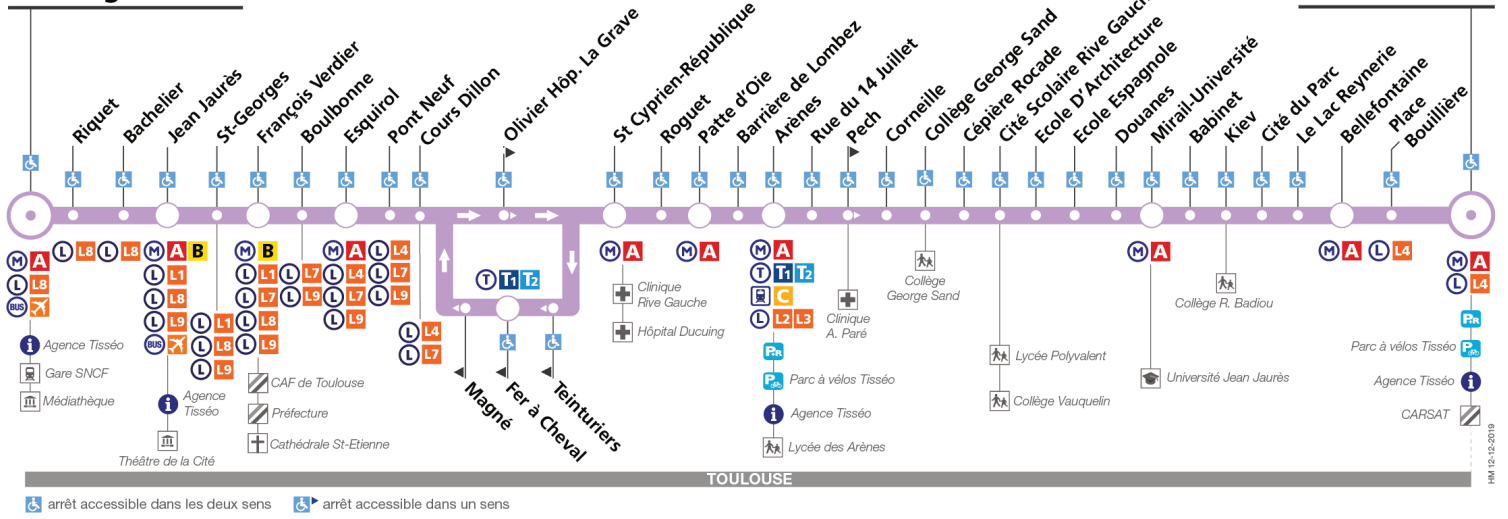 Riquet
Bachelier
Jean Jaurès
St-Georges
François Verdier
Boulbonne
Esquirol
Pont Neuf
Cours Dillon
Olivier Hôp. La Grave
St Cyprien-République
Roguet
Patte d'Oie
Barrière de Lombez
Arènes
Rue du 14 Juillet
Pech
Corneille
Collège George Sand
Cépière Rocade
Cité Scolaire Rive Gauch
Ecole D'Architecture
Ecole Espagnole
Douanes
Mirail-Université
Babinet
Kiev
Cité du Parc
Le Lac Reynerie
Bellefontaine
Place
Bouillière
M A
L L8
BUS
Agence Tisséo
Gare SNCF
Médiathèque
L L8
L L8
M A B
L L1
L L8
L L9
BUS
Agence
Tisséo
Théâtre de la Cité
L L1
L L8
L L9
M B
L L1
L L7
L L8
L L9
CAF de Toulouse
Préfecture
Cathédrale St-Etienne
L L7
L L9
M A
L L4
L L7
L L9
L L4
L L7
L L9
L L4
L L7
T T1 T2
Magné
Fer à Cheval
Teinturiers
M A
Clinique
Rive Gauche
Hôpital Ducuing
M A
M A
T T1 T2
C
L L2 L3
P+R
Parc à vélos Tisséo
Agence Tisséo
Lycée des Arènes
Clinique
A. Paré
Collège
George Sand
Lycée Polyvalent
Collège Vauquelin
M A
Université Jean Jaurès
Collège R. Badiou
M A
L L4
M A
L L4
P+R
Parc à vélos Tisséo
Agence Tisséo
CARSAT
HM 12-12-2019
TOULOUSE
arrêt accessible dans les deux sens
arrêt accessible dans un sens